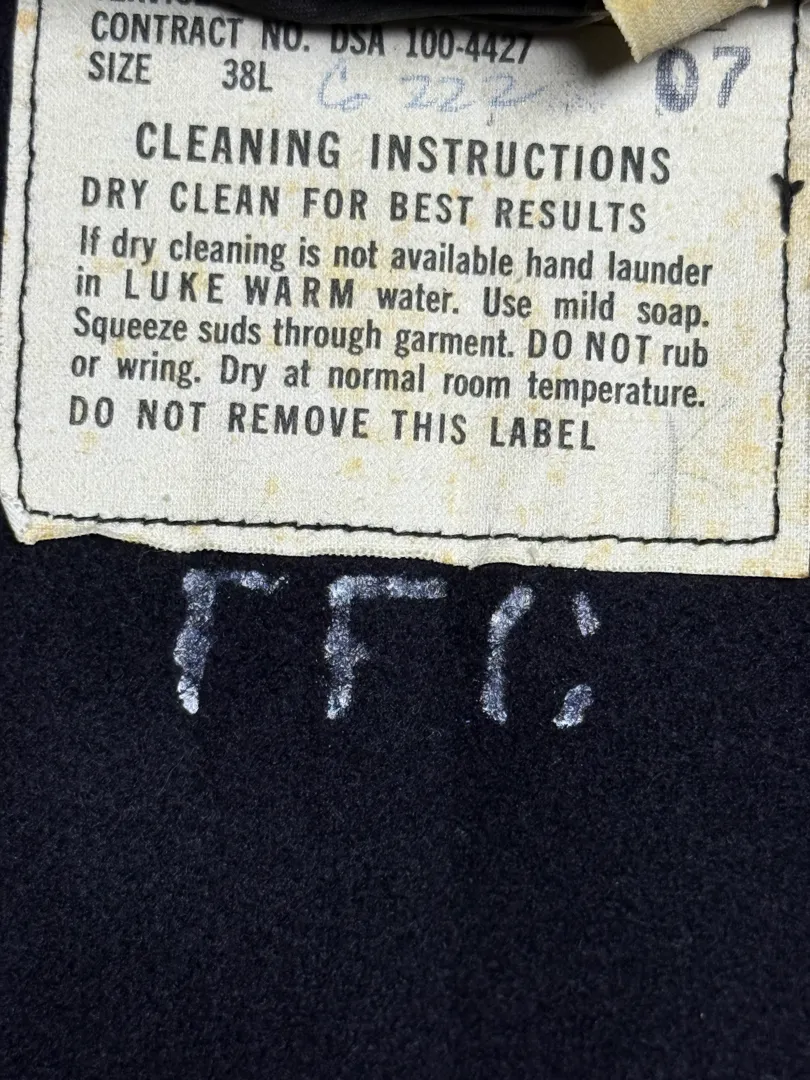 CONTRACT NO. DSA 100-4427
SIZE 38L 07
CLEANING INSTRUCTIONS
DRY CLEAN FOR BEST RESULTS
If dry cleaning is not available hand launder
in LUKE WARM water. Use mild soap.
Squeeze suds through garment. DO NOT rub
or wring. Dry at normal room temperature.
DO NOT REMOVE THIS LABEL